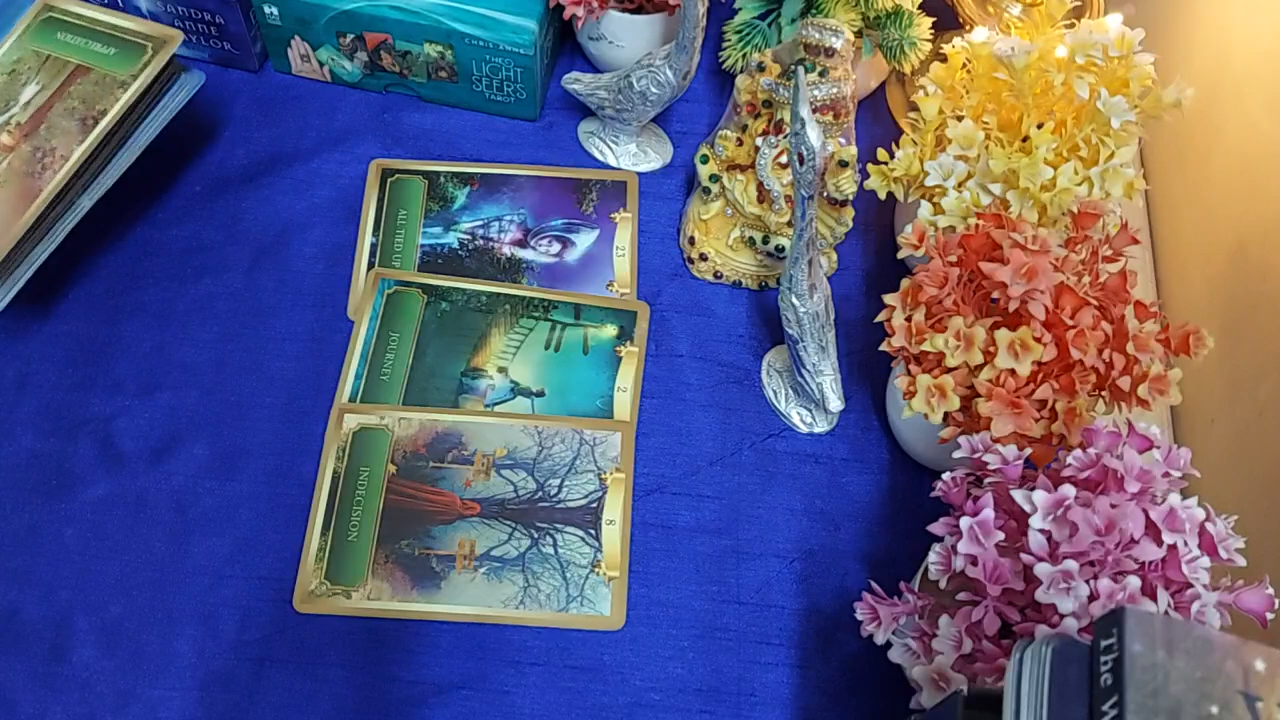 APPRECIATION
SANDRA
ANNE
TAYLOR
CHRIS-ANNE
THE
LIGHT
SEER'S
TAROT
23
ALL TIED UP
2
JOURNEY
8
INDECISION
The W